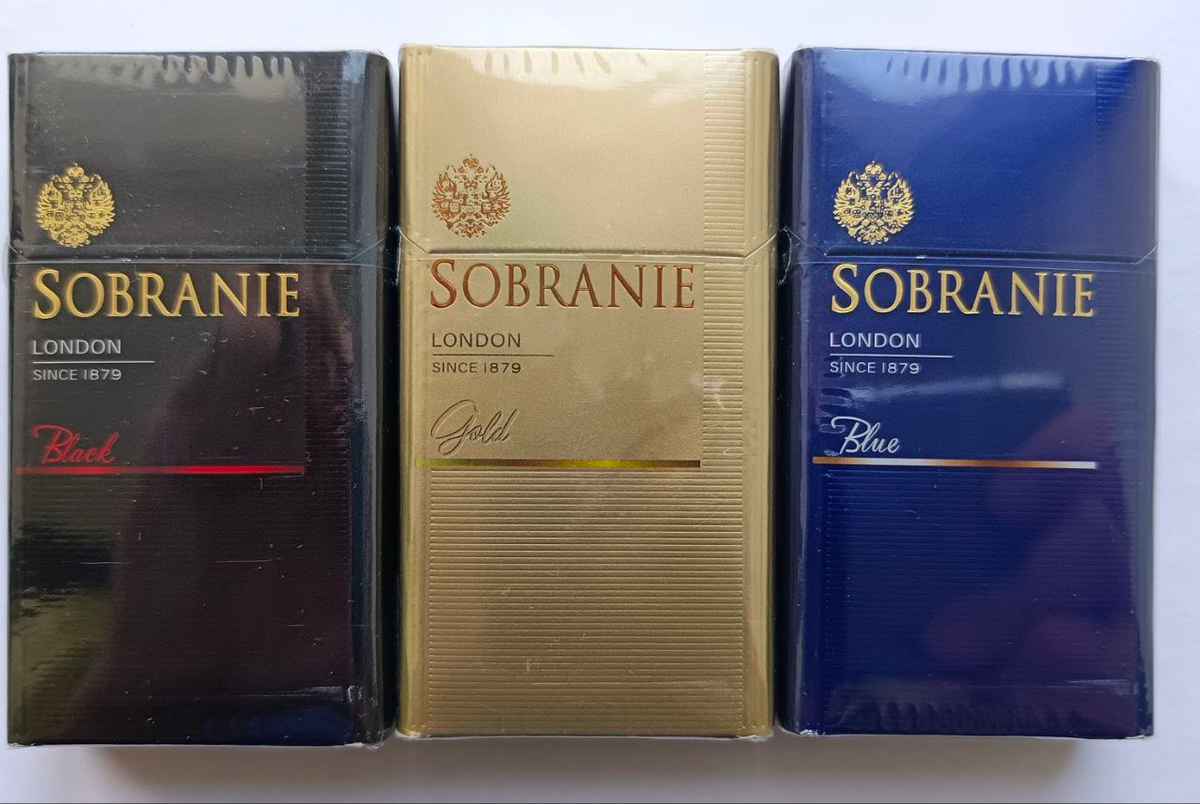 SOBRANIE
LONDON
SINCE 1879
Black
SOBRANIE
LONDON
SINCE 1879
Gold
SOBRANIE
LONDON
SINCE 1879
Blue